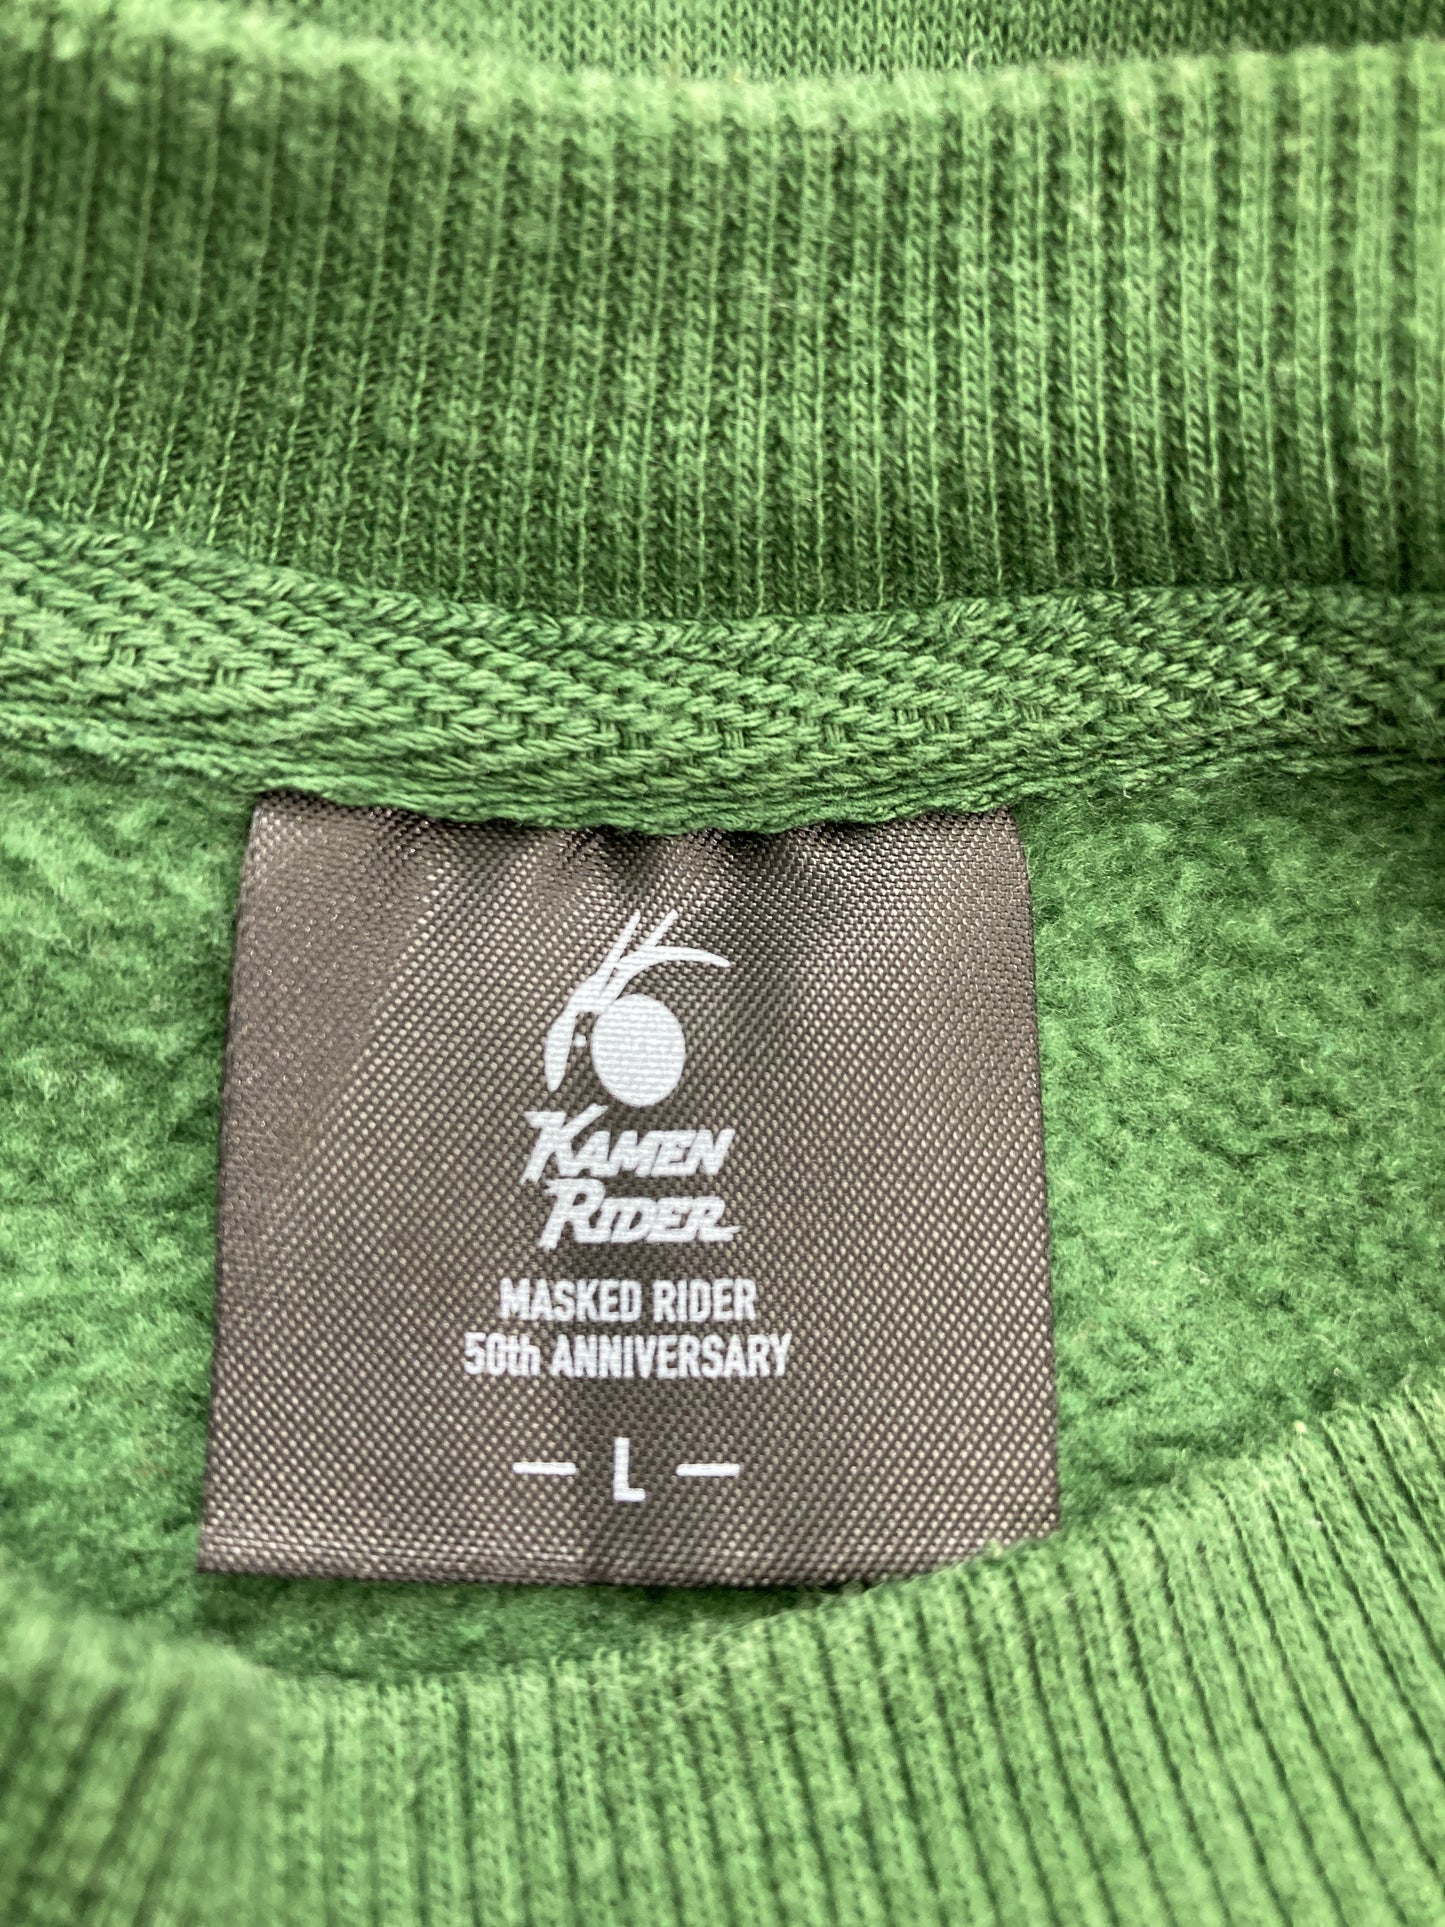 KAMEN
RIDER
MASKED RIDER
50th ANNIVERSARY
— L —